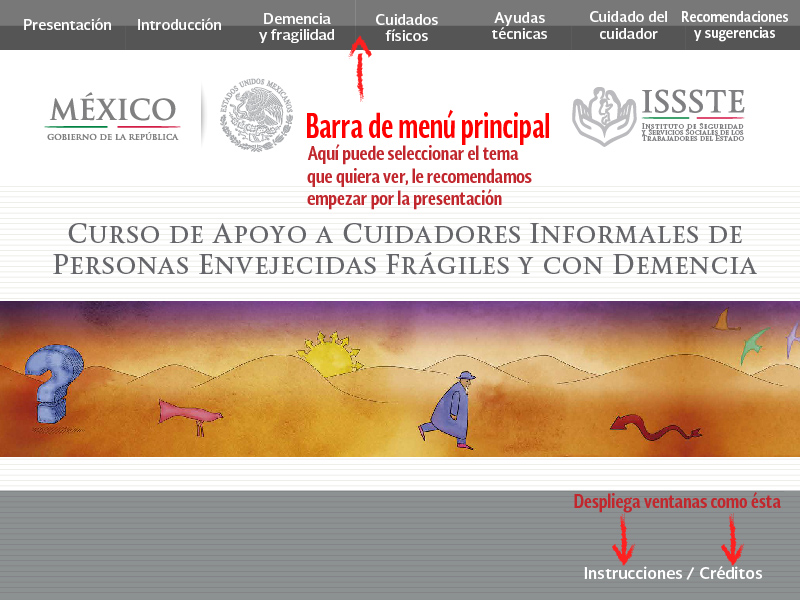 Presentación
Introducción
Demencia
y fragilidad
Cuidados
físicos
Ayudas
técnicas
Cuidado del
cuidador
Recomendaciones
y sugerencias
MÉXICO
GOBIERNO DE LA REPÚBLICA
ESTADOS UNIDOS MEXICANOS
ISSSTE
INSTITUTO DE SEGURIDAD
Y SERVICIOS SOCIALES DE LOS
TRABAJADORES DEL ESTADO
Barra de menú principal
Aquí puede seleccionar el tema
que quiera ver, le recomendamos
empezar por la presentación
CURSO DE APOYO A CUIDADORES INFORMALES DE
PERSONAS ENVEJECIDAS FRÁGILES Y CON DEMENCIA
Despliega ventanas como ésta
Instrucciones / Créditos